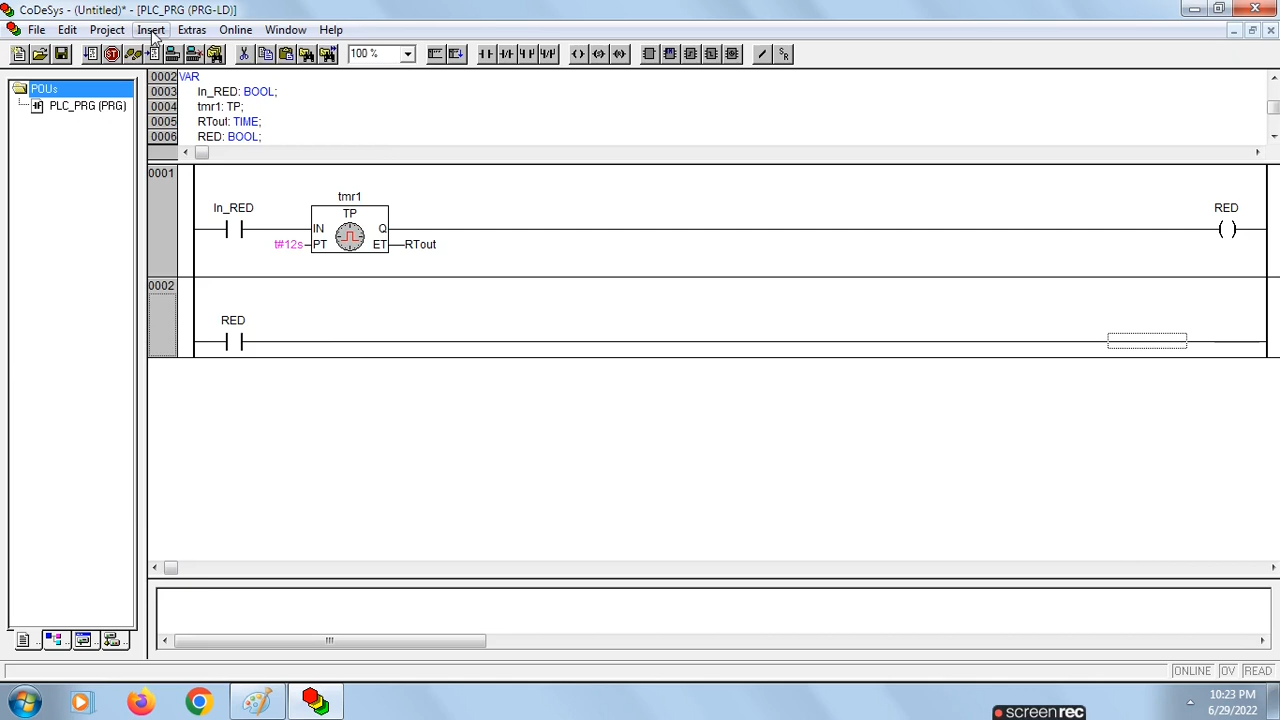 CoDeSys - (Untitled)* - [PLC_PRG (PRG-LD)]
File Edit Project Insert Extras Online Window Help
100 %
POUs
PLC_PRG (PRG)
0002 VAR
0003 In_RED: BOOL;
0004 tmr1: TP;
0005 RTout: TIME;
0006 RED: BOOL;
0001
tmr1
In_RED TP RED
IN Q
t#12s PT ET RTout
0002
RED
ONLINE OV READ
10:23 PM
6/29/2022
screenrec